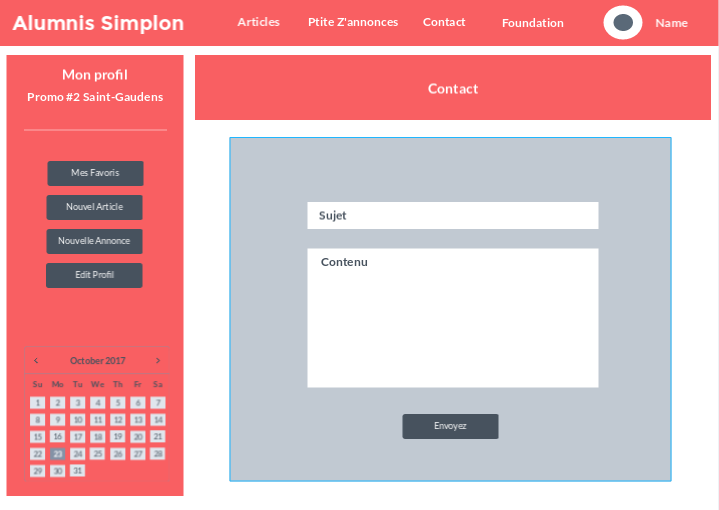 Alumnis Simplon
Articles
Ptite Z'annonces
Contact
Foundation
Name
Mon profil
Promo #2 Saint-Gaudens
Mes Favoris
Nouvel Article
Nouvelle Annonce
Edit Profil
October 2017
Su Mo Tu We Th Fr Sa
1 2 3 4 5 6 7
8 9 10 11 12 13 14
15 16 17 18 19 20 21
22 23 24 25 26 27 28
29 30 31
Contact
Sujet
Contenu
Envoyez